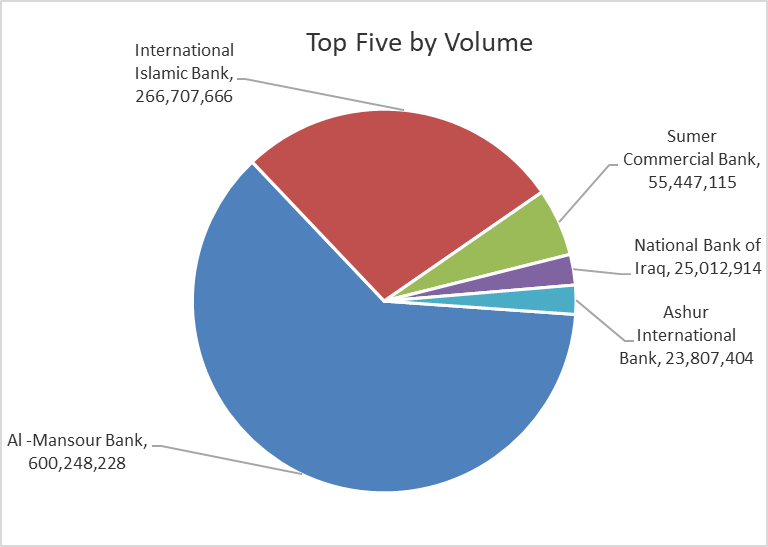 Top Five by Volume
International
Islamic Bank,
266,707,666
Sumer
Commercial Bank,
55,447,115
National Bank of
Iraq, 25,012,914
Ashur
International
Bank, 23,807,404
Al -Mansour Bank,
600,248,228